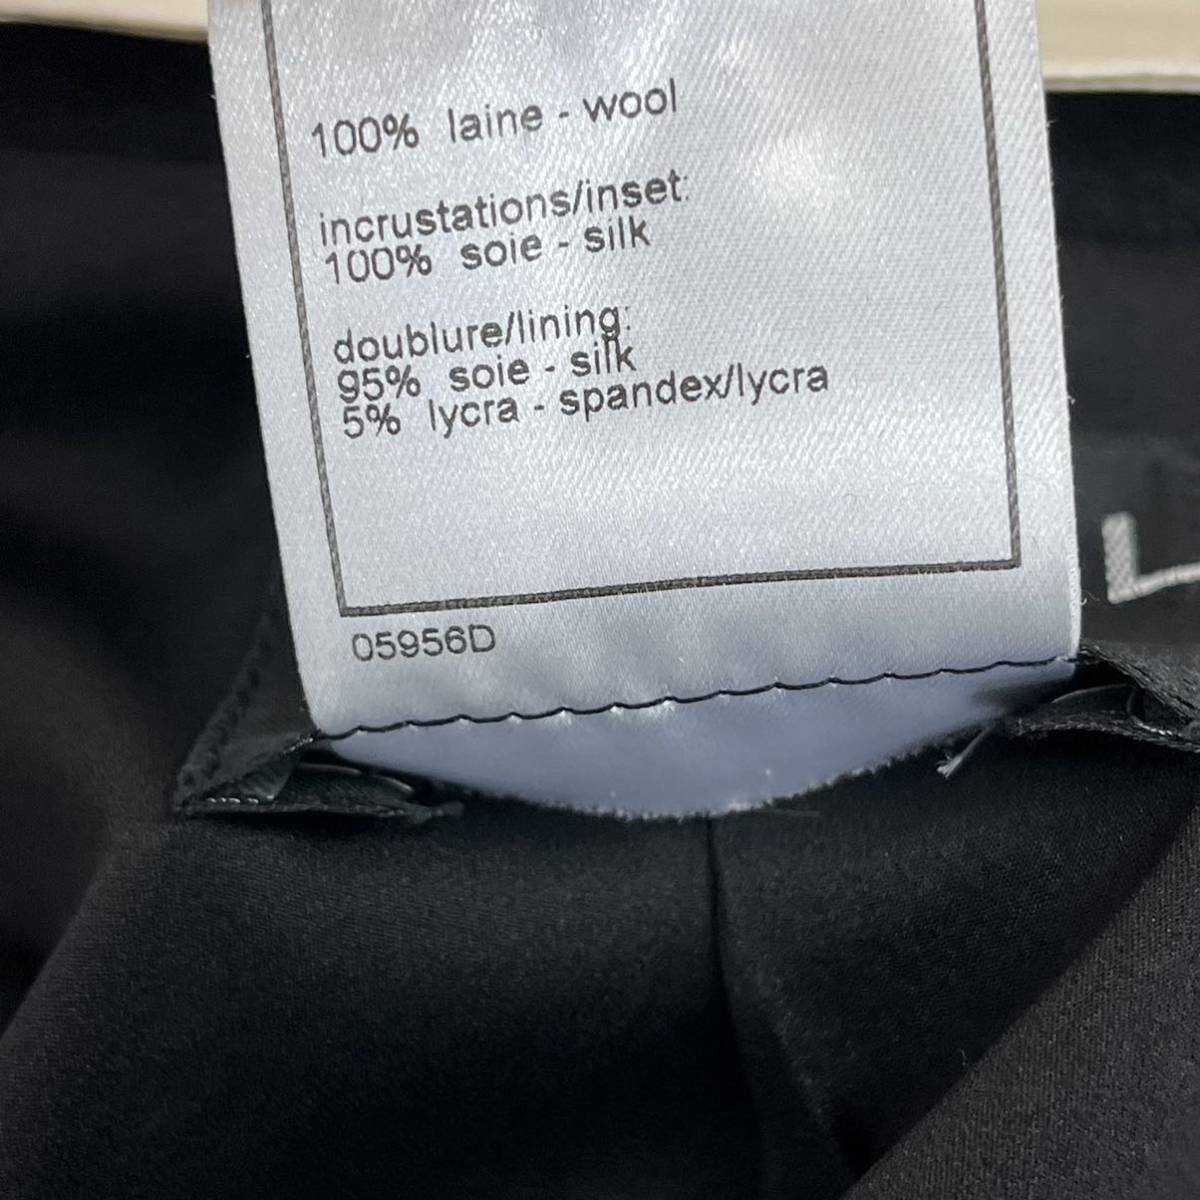 100% laine - wool
incrustations/inset:
100% soie - silk
doublure/lining:
95% soie - silk
5% lycra - spandex/lycra
05956D
L